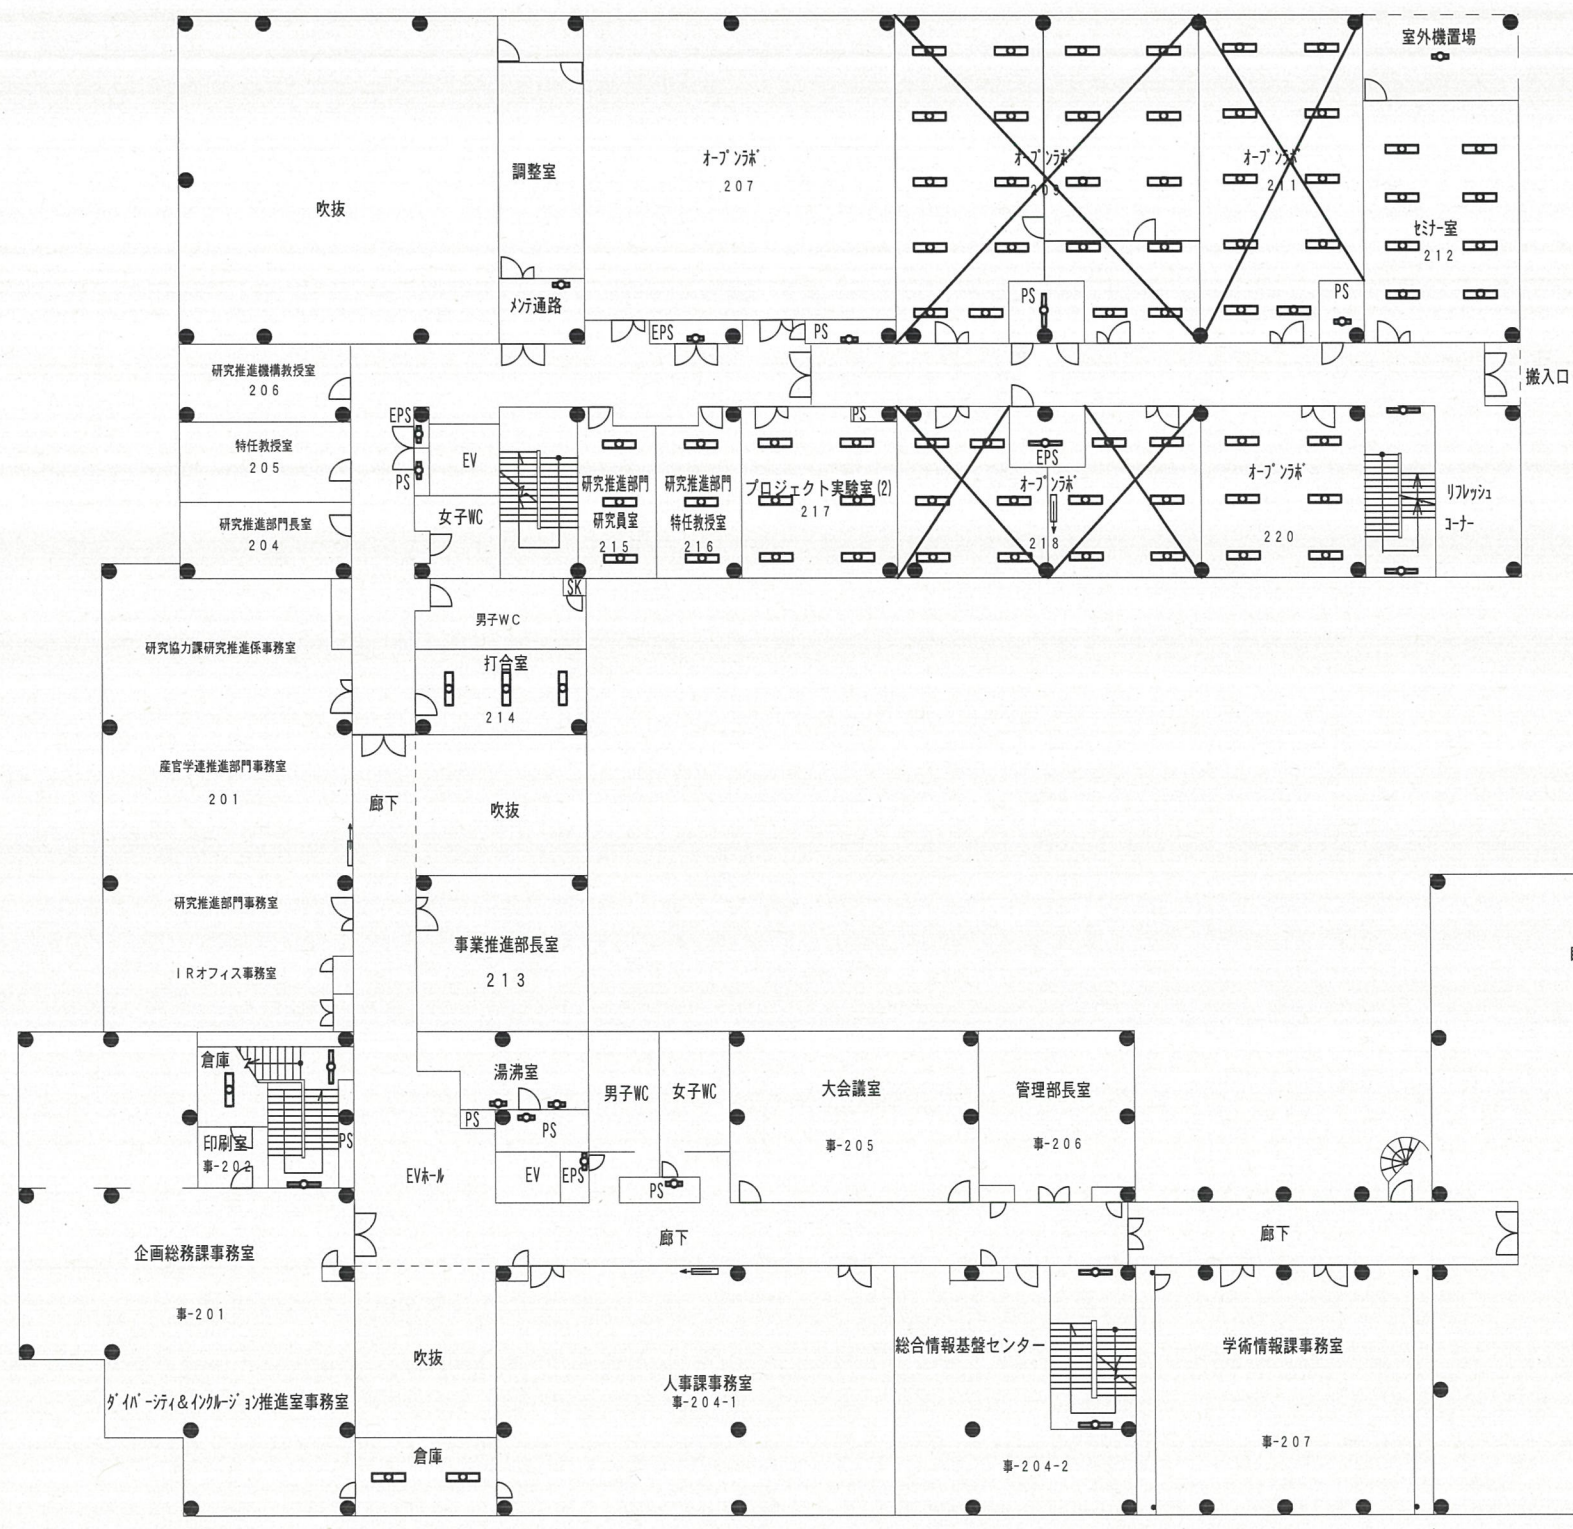 室外機置場
調整室
オープンラボ
207
オープンラボ
209
オープンラボ
211
吹抜
セミナー室
212
メンテ通路
PS
PS
EPS
PS
研究推進機構教授室
206
搬入口
EPS
PS
特任教授室
205
EV
PS
研究推進部門
研究員室
215
研究推進部門
特任教授室
216
プロジェクト実験室(2)
217
EPS
オープンラボ
218
オープンラボ
220
リフレッシュ
コーナー
研究推進部門長室
204
女子WC
SK
男子WC
研究協力課研究推進係事務室
打合室
214
産官学連推進部門事務室
201
廊下
吹抜
研究推進部門事務室
事業推進部長室
213
IRオフィス事務室
倉庫
湯沸室
男子WC
女子WC
大会議室
事-205
管理部長室
事-206
PS
PS
印刷室
事-202
PS
EVホール
EV
EPS
PS
企画総務課事務室
事-201
廊下
廊下
吹抜
総合情報基盤センター
学術情報課事務室
人事課事務室
事-204-1
ダイバーシティ&インクルージョン推進室事務室
倉庫
事-204-2
事-207